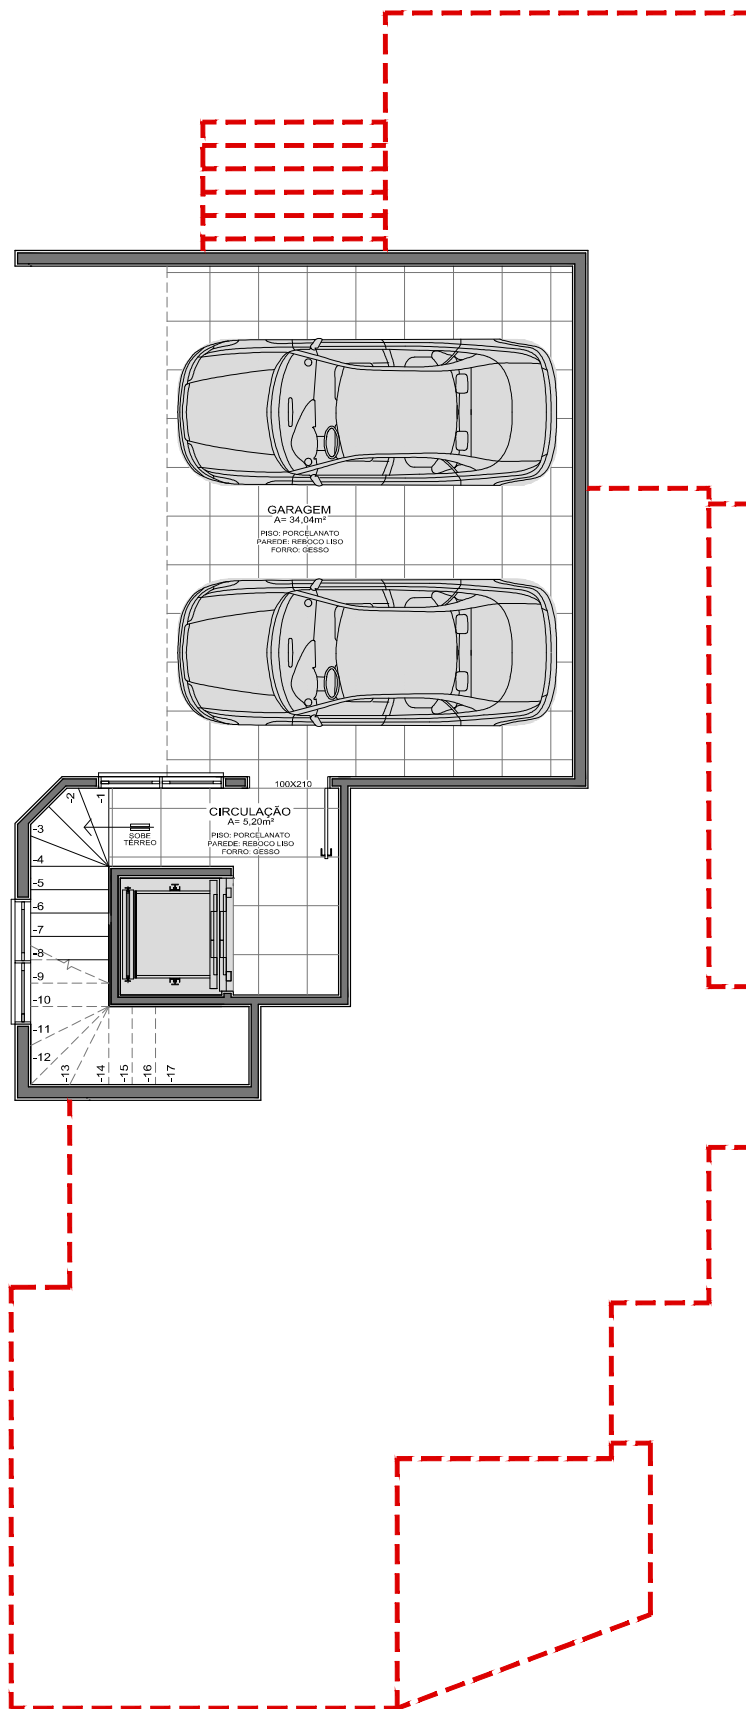 GARAGEM
A= 34,04m²
PISO: PORCELANATO
PAREDE: REBOCO LISO
FORRO: GESSO
100X210
CIRCULAÇÃO
A= 5,20m²
PISO: PORCELANATO
PAREDE: REBOCO LISO
FORRO: GESSO
SOBE
TÉRREO
-1
-2
-3
-4
-5
-6
-7
-8
-9
-10
-11
-12
-13
-14
-15
-16
-17